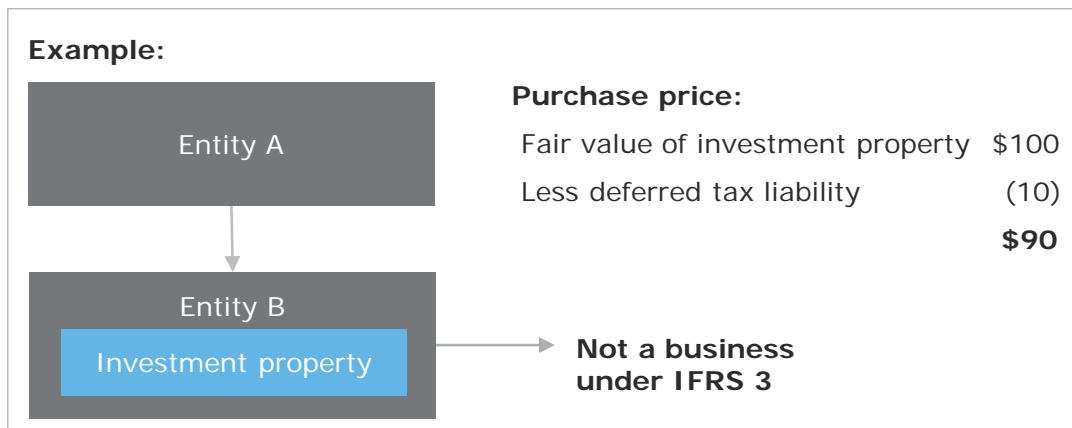 Example:
Entity A
Purchase price:
Fair value of investment property $100
Less deferred tax liability (10)
$90
Entity B
Investment property
Not a business
under IFRS 3